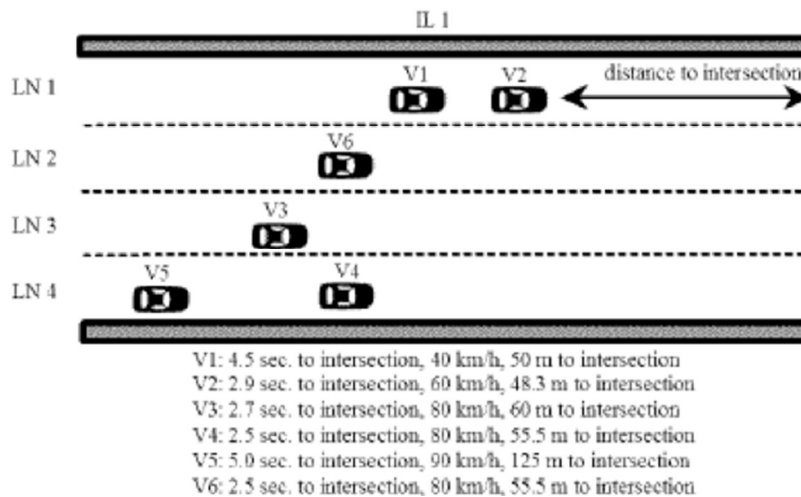 IL 1
LN 1
V1
V2
distance to intersection
LN 2
V6
LN 3
V3
LN 4
V5
V4
V1: 4.5 sec. to intersection, 40 km/h, 50 m to intersection
V2: 2.9 sec. to intersection, 60 km/h, 48.3 m to intersection
V3: 2.7 sec. to intersection, 80 km/h, 60 m to intersection
V4: 2.5 sec. to intersection, 80 km/h, 55.5 m to intersection
V5: 5.0 sec. to intersection, 90 km/h, 125 m to intersection
V6: 2.5 sec. to intersection, 80 km/h, 55.5 m to intersection